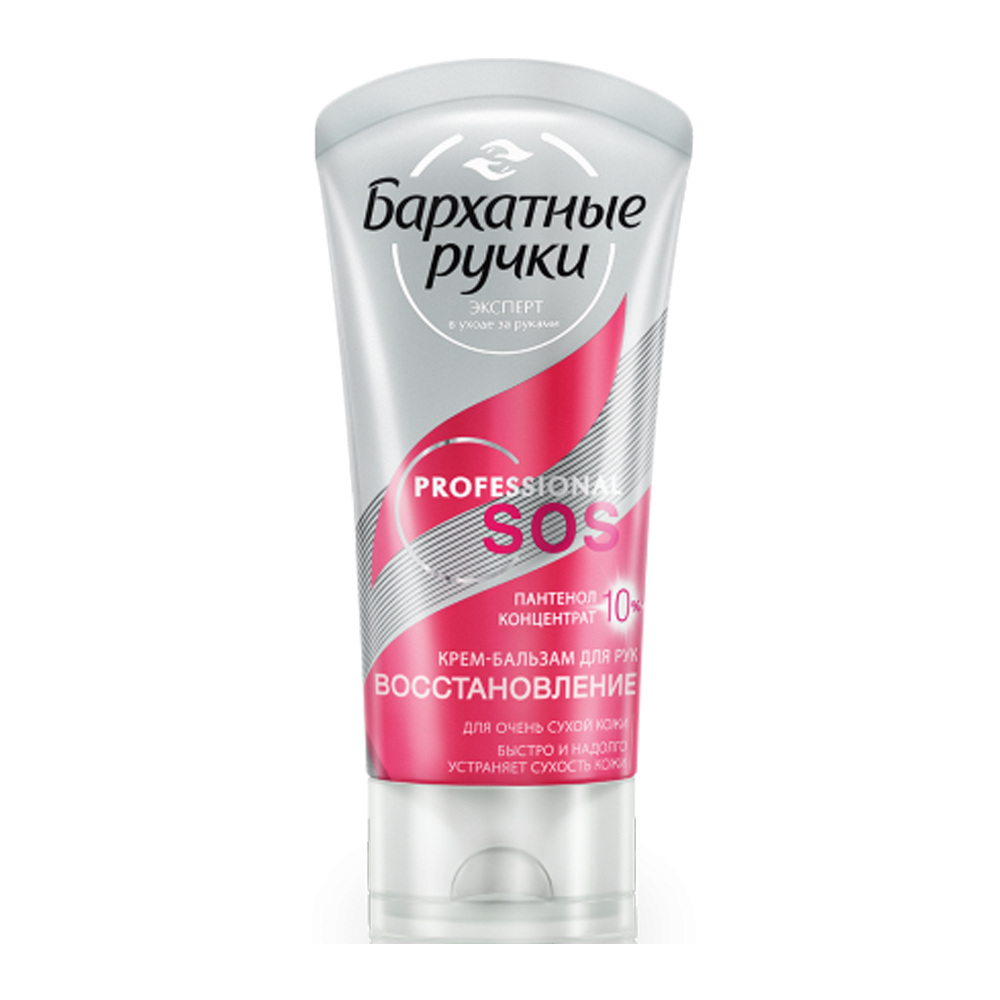 Бархатные
ручки
ЭКСПЕРТ
в уходе за руками
PROFESSIONAL
SOS
ПАНТЕНОЛ
КОНЦЕНТРАТ 10%
КРЕМ-БАЛЬЗАМ ДЛЯ РУК
ВОССТАНОВЛЕНИЕ
ДЛЯ ОЧЕНЬ СУХОЙ КОЖИ
БЫСТРО И НАДОЛГО
УСТРАНЯЕТ СУХОСТЬ КОЖИ